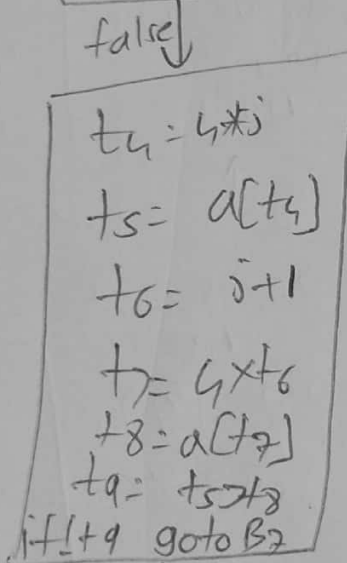 false
t4 = 4*j
t5 = a[t4]
t6 = j+1
t7 = 4*t6
t8 = a[t7]
t9 = t5>t8
if !t9 goto B7